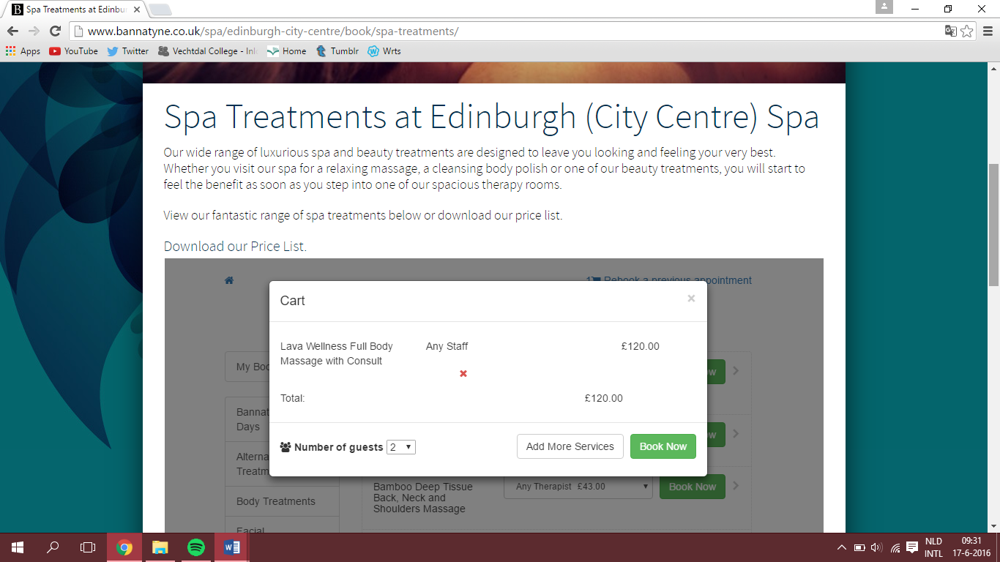 Spa Treatments at Edinbu
www.bannatyne.co.uk/spa/edinburgh-city-centre/book/spa-treatments/
Apps YouTube Twitter Vechtdal College - Inl Home Tumblr Wrts
Spa Treatments at Edinburgh (City Centre) Spa
Our wide range of luxurious spa and beauty treatments are designed to leave you looking and feeling your very best.
Whether you visit our spa for a relaxing massage, a cleansing body polish or one of our beauty treatments, you will start to
feel the benefit as soon as you step into one of our spacious therapy rooms.
View our fantastic range of spa treatments below or download our price list.
Download our Price List.
1 Rebook a previous appointment
Cart ×
Lava Wellness Full Body Any Staff £120.00
Massage with Consult
My Boo
Total: £120.00
Bannat
Days
Number of guests 2 Add More Services Book Now
Alterna
Treatm
Bamboo Deep Tissue Any Therapist £43.00 Book Now
Back, Neck and
Shoulders Massage
Body Treatments
Facial
NLD 09:31
INTL 17-6-2016